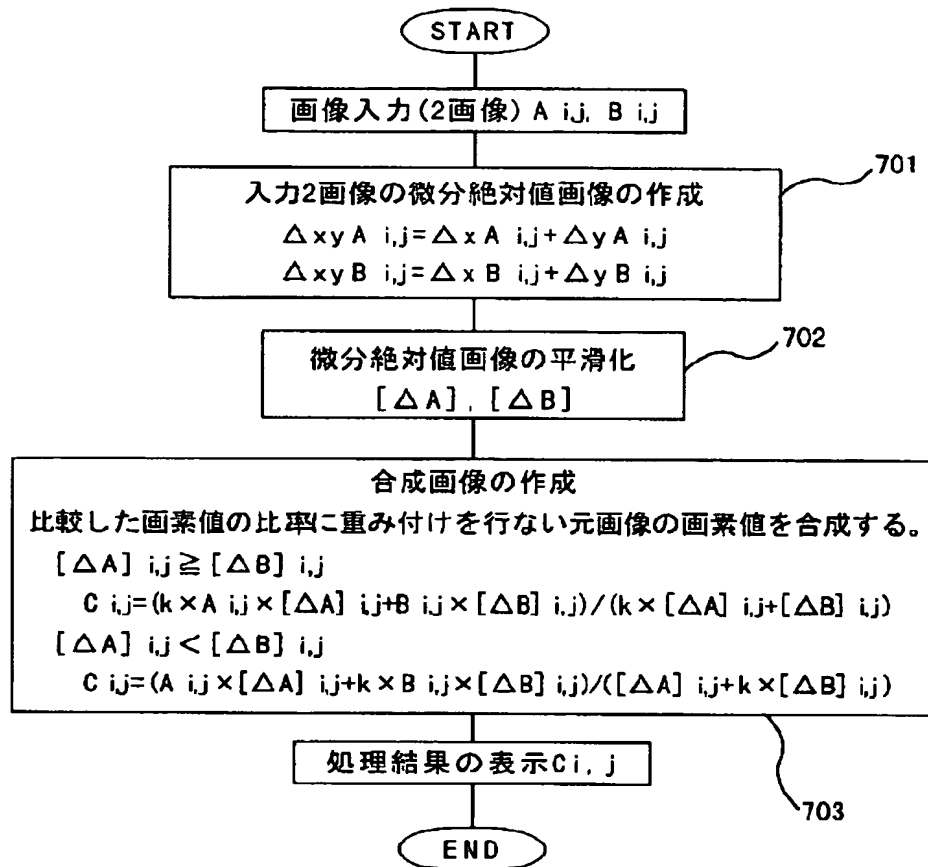 START
画像入力(2画像) A i,j, B i,j
701
入力2画像の微分絶対値画像の作成
△xyA i,j=△xA i,j+△yA i,j
△xyB i,j=△xB i,j+△yB i,j
702
微分絶対値画像の平滑化
[△A], [△B]
合成画像の作成
比較した画素値の比率に重み付けを行ない元画像の画素値を合成する。
[△A] i,j≧[△B] i,j
C i,j=(k×A i,j×[△A] i,j+B i,j×[△B] i,j)/(k×[△A] i,j+[△B] i,j)
[△A] i,j<[△B] i,j
C i,j=(A i,j×[△A] i,j+k×B i,j×[△B] i,j)/([△A] i,j+k×[△B] i,j)
処理結果の表示Ci, j
703
END